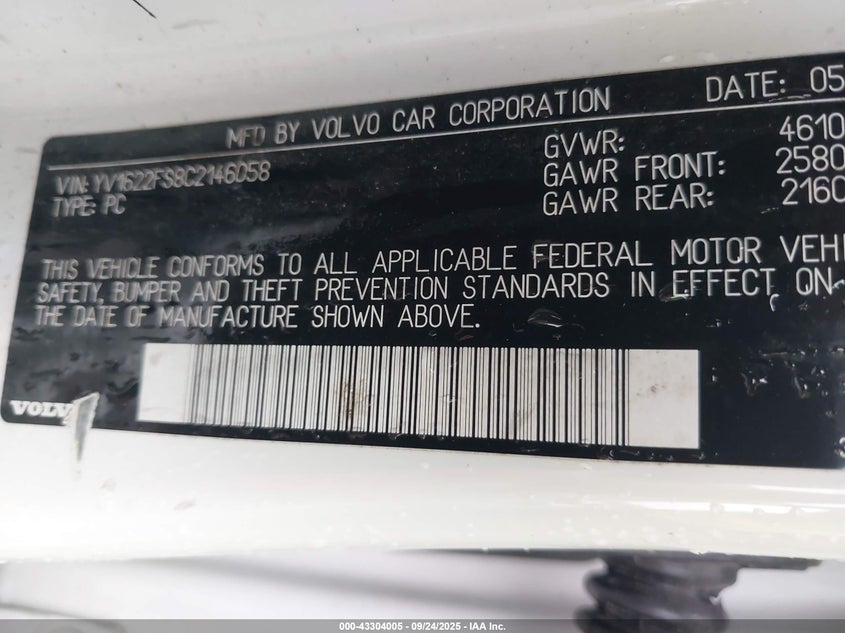 MFD BY VOLVO CAR CORPORATION DATE: 05
VIN: YV1622FS8C2146058 GVWR: 4610
TYPE: PC GAWR FRONT: 2580
GAWR REAR: 2160
THIS VEHICLE CONFORMS TO ALL APPLICABLE FEDERAL MOTOR VEHI
SAFETY, BUMPER AND THEFT PREVENTION STANDARDS IN EFFECT ON
THE DATE OF MANUFACTURE SHOWN ABOVE.
VOLV
000-43304005 - 09/24/2025 - IAA Inc.